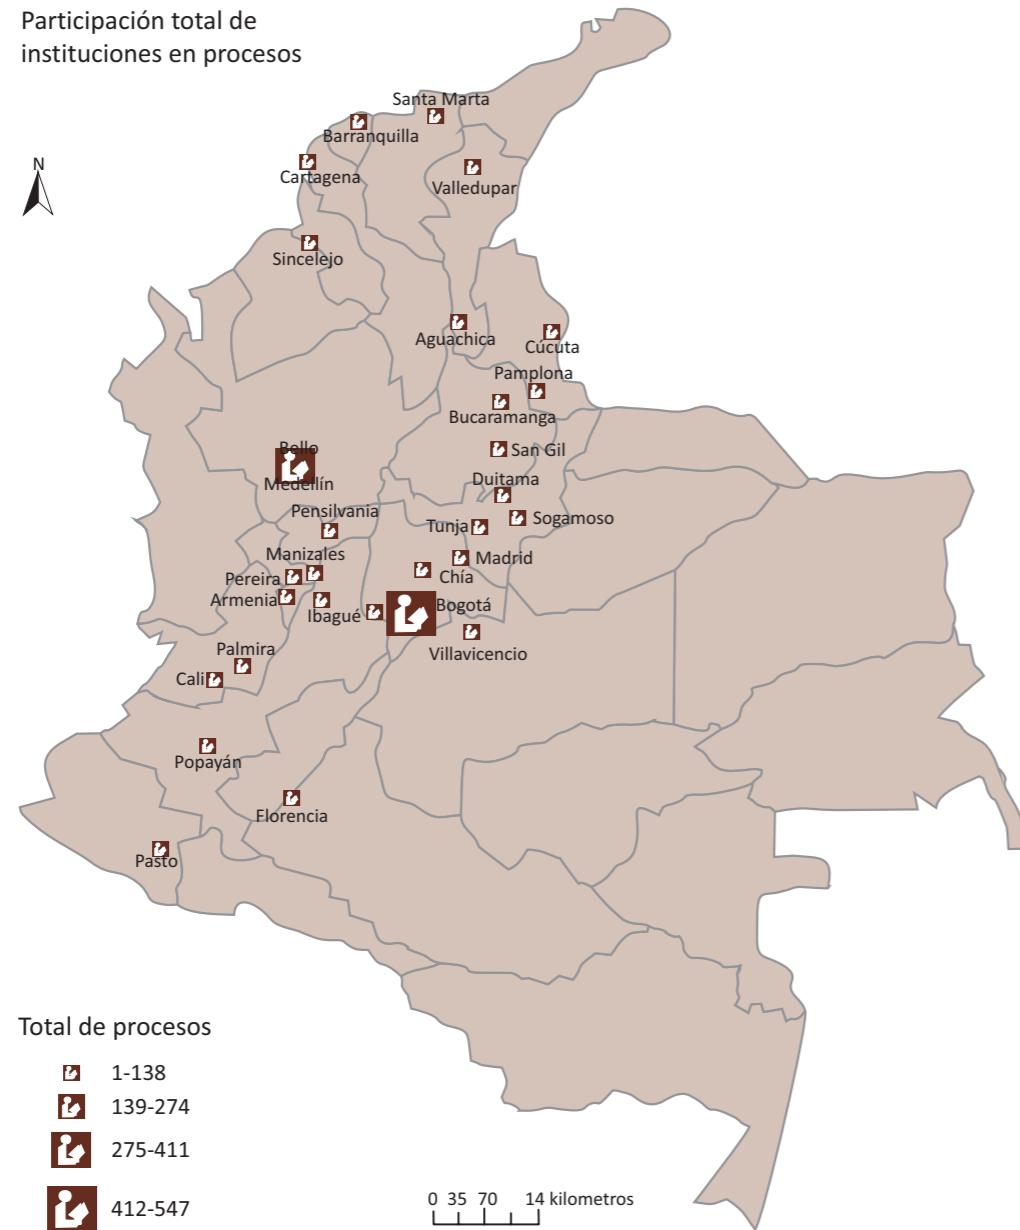 Participación total de
instituciones en procesos
N
Santa Marta
Barranquilla
Cartagena
Valledupar
Sincelejo
Aguachica
Cúcuta
Pamplona
Bucaramanga
Bello
San Gil
Medellín
Duitama
Pensilvania
Tunja
Sogamoso
Manizales
Madrid
Pereira
Chía
Armenia
Ibagué
Bogotá
Palmira
Villavicencio
Cali
Popayán
Florencia
Pasto
Total de procesos
1-138
139-274
275-411
412-547
0 35 70 14 kilometros